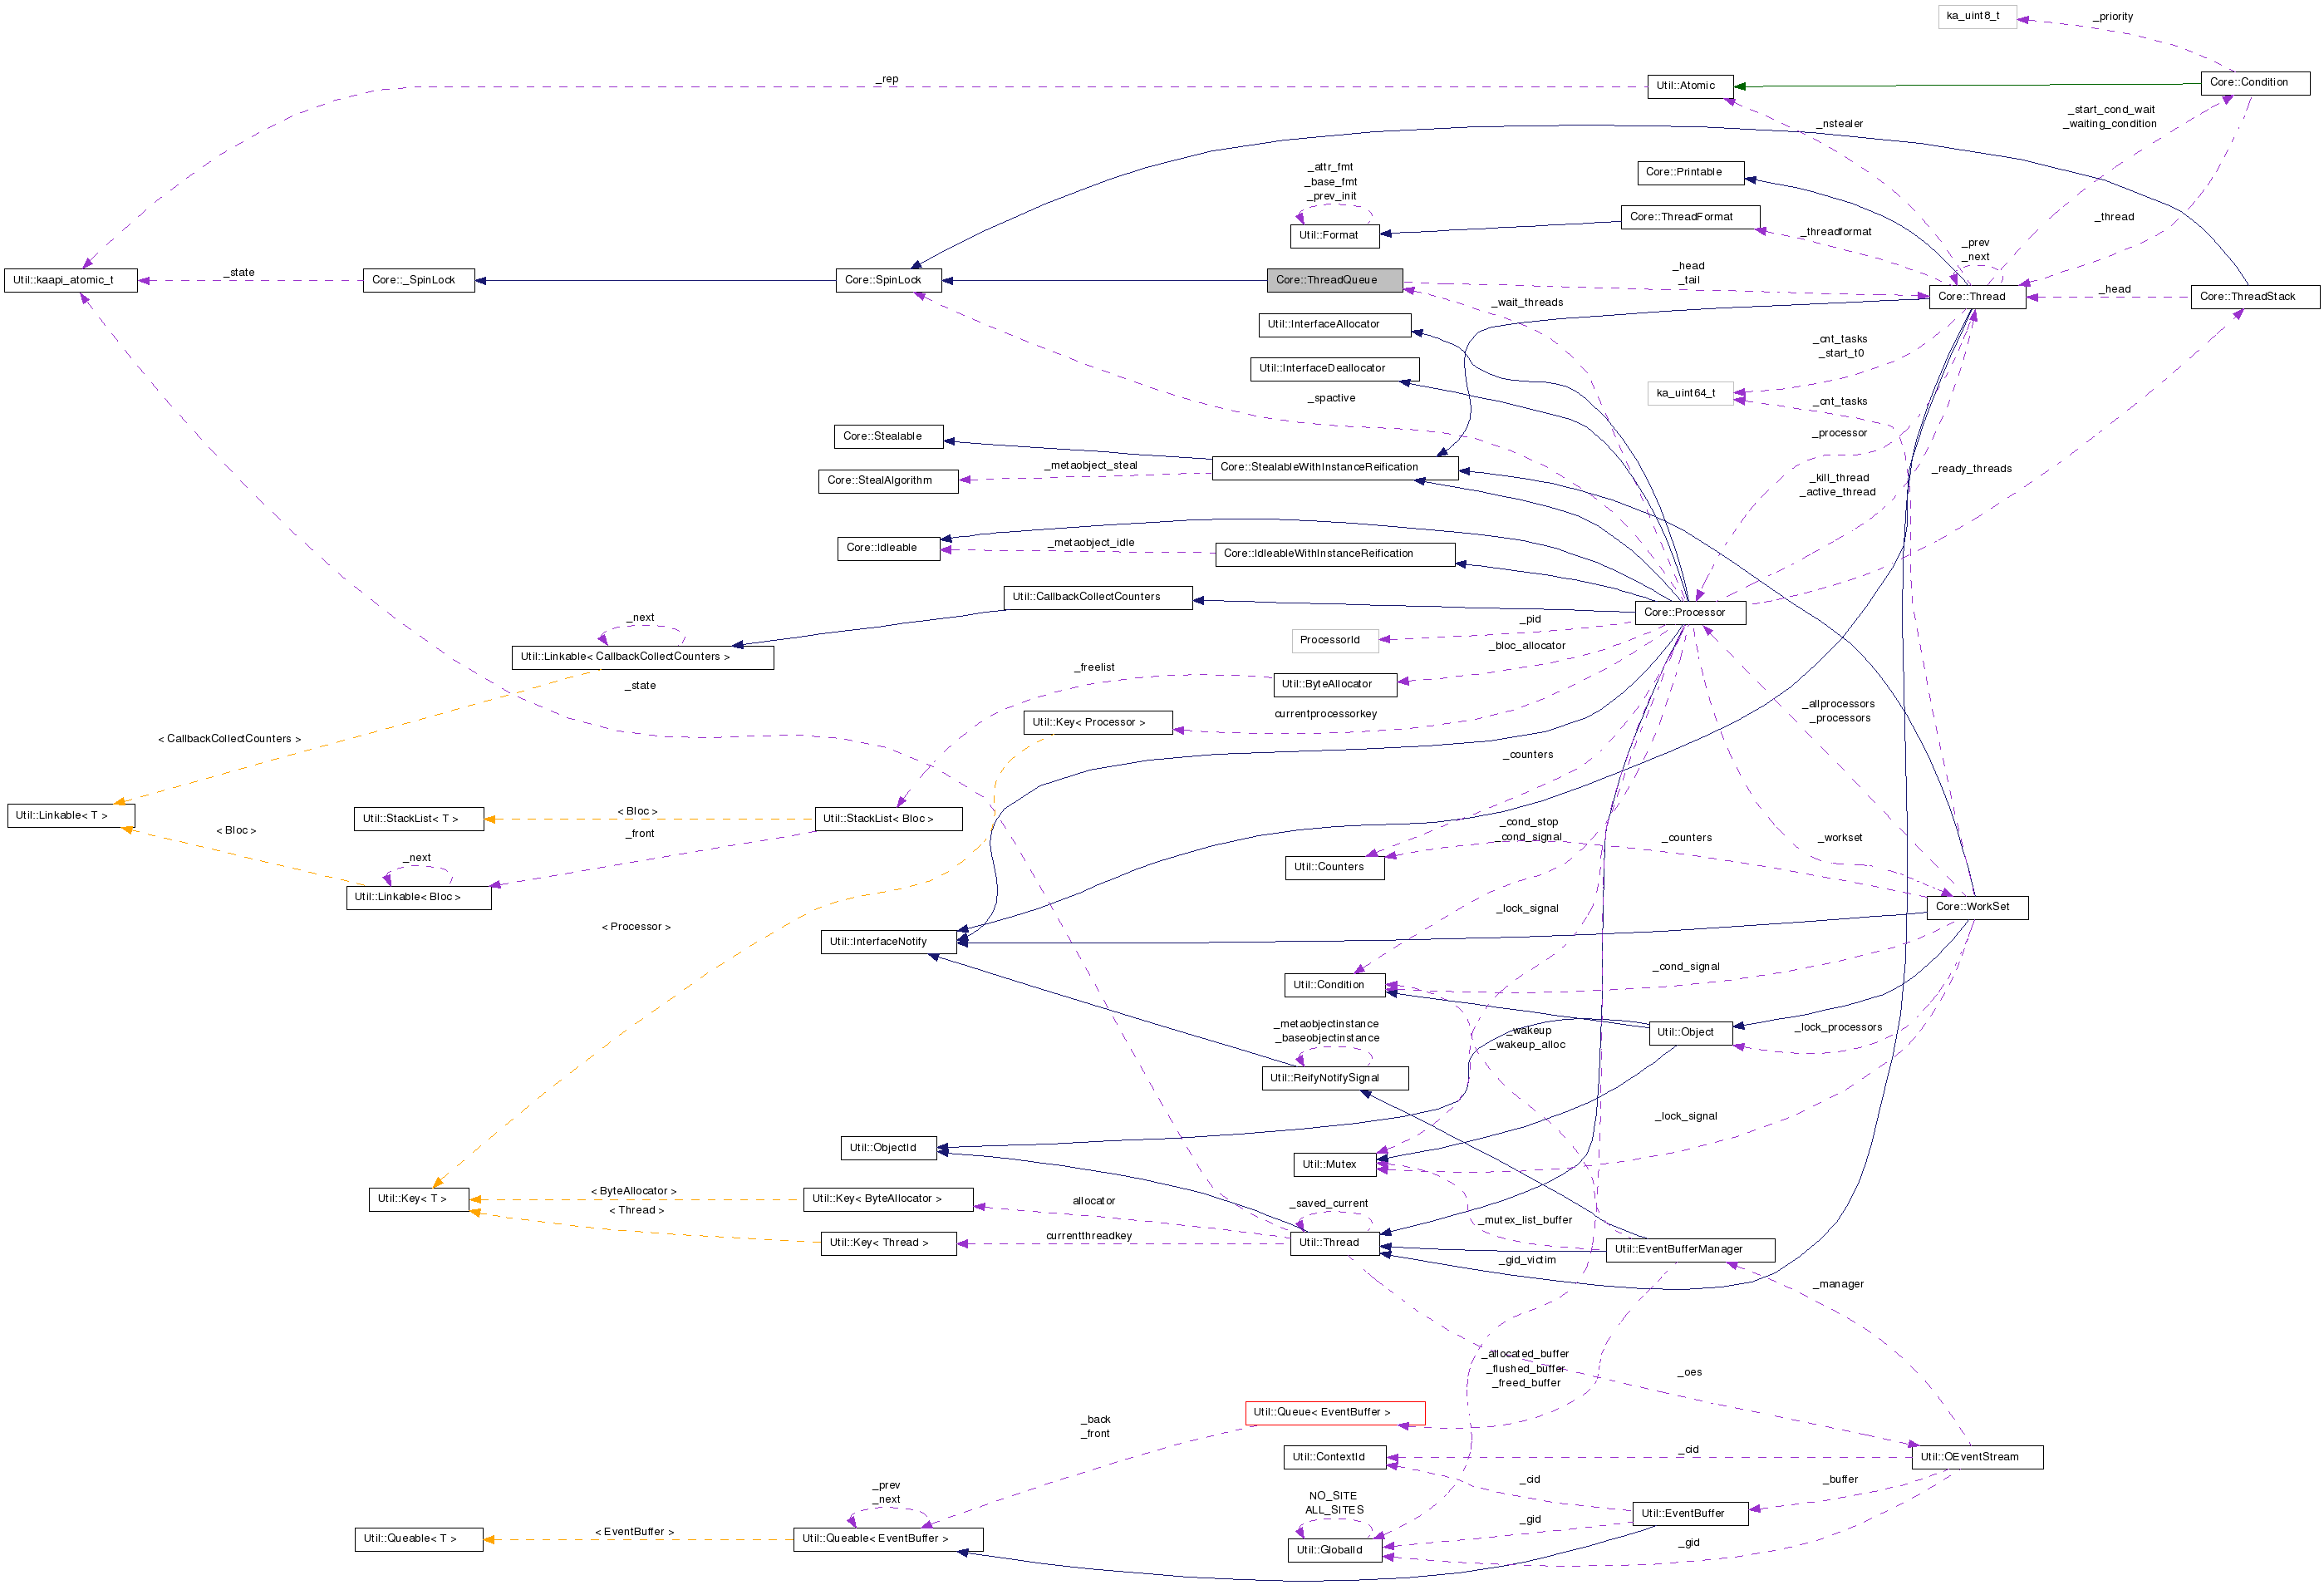 ka_uint8_t
_priority
_rep
Util::Atomic
Core::Condition
_nstealer
_start_cond_wait
_waiting_condition
_attr_fmt
_base_fmt
_prev_init
Core::Printable
Util::Format
Core::ThreadFormat
_threadformat
_thread
_prev
_next
Util::kaapi_atomic_t
_state
Core::_SpinLock
Core::SpinLock
Core::ThreadQueue
_head
_tail
Core::Thread
_head
Core::ThreadStack
_wait_threads
Util::InterfaceAllocator
_cnt_tasks
_start_t0
Util::InterfaceDeallocator
ka_uint64_t
_spactive
_cnt_tasks
Core::Stealable
_processor
Core::StealAlgorithm
_metaobject_steal
Core::StealableWithInstanceReification
_ready_threads
_kill_thread
_active_thread
Core::Idleable
_metaobject_idle
Core::IdleableWithInstanceReification
Util::CallbackCollectCounters
Core::Processor
_next
_pid
ProcessorId
Util::Linkable< CallbackCollectCounters >
_bloc_allocator
_freelist
_state
Util::ByteAllocator
_allprocessors
_processors
Util::Key< Processor >
currentprocessorkey
< CallbackCollectCounters >
_counters
Util::Linkable< T >
Util::StackList< T >
< Bloc >
Util::StackList< Bloc >
< Bloc >
_front
_cond_stop
_cond_signal
_counters
_workset
_next
Util::Counters
Util::Linkable< Bloc >
Core::WorkSet
_lock_signal
< Processor >
Util::InterfaceNotify
_cond_signal
Util::Condition
_metaobjectinstance
_baseobjectinstance
_wakeup
_wakeup_alloc
Util::Object
_lock_processors
Util::ReifyNotifySignal
_lock_signal
Util::ObjectId
Util::Mutex
Util::Key< T >
< ByteAllocator >
Util::Key< ByteAllocator >
allocator
_saved_current
< Thread >
Util::Key< Thread >
currentthreadkey
Util::Thread
_mutex_list_buffer
Util::EventBufferManager
_gid_victim
_manager
_allocated_buffer
_flushed_buffer
_freed_buffer
_oes
Util::Queue< EventBuffer >
_back
_front
Util::ContextId
_cid
Util::OEventStream
_cid
_buffer
_prev
_next
NO_SITE
ALL_SITES
Util::EventBuffer
Util::Queable< T >
< EventBuffer >
Util::Queable< EventBuffer >
_gid
Util::GlobalId
_gid